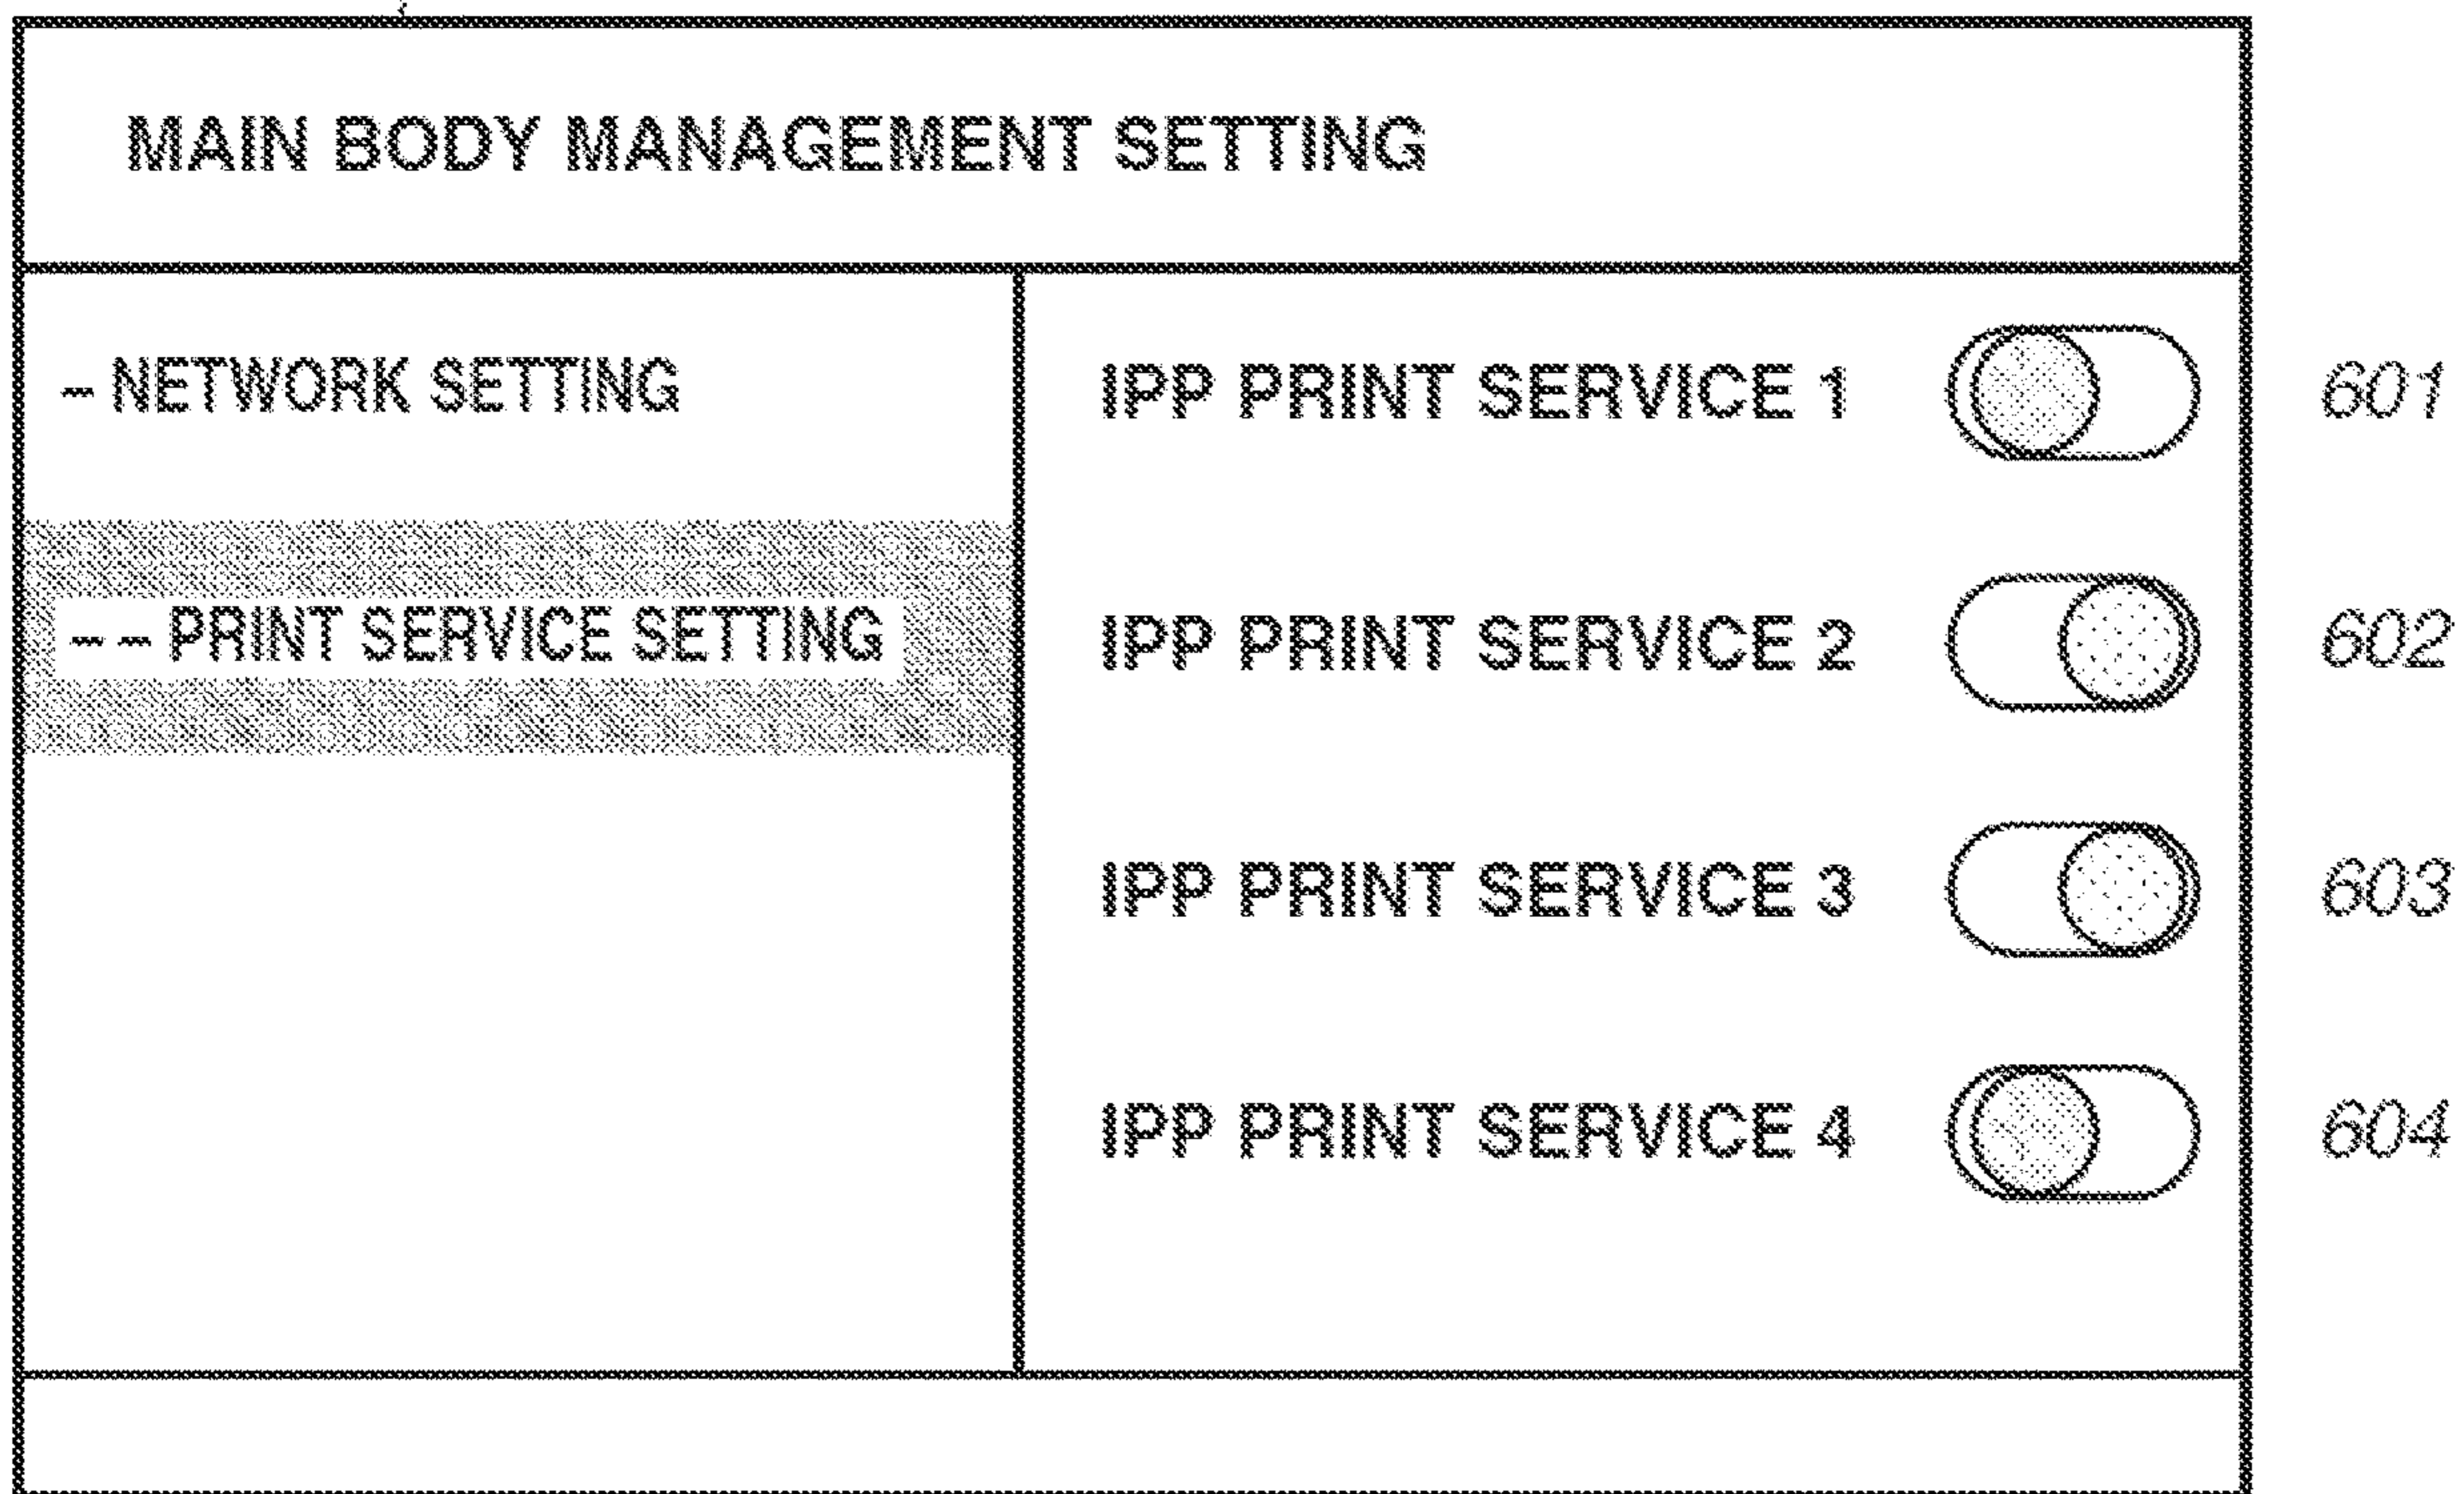 MAIN BODY MANAGEMENT SETTING
- NETWORK SETTING
-- PRINT SERVICE SETTING
IPP PRINT SERVICE 1 601
IPP PRINT SERVICE 2 602
IPP PRINT SERVICE 3 603
IPP PRINT SERVICE 4 604